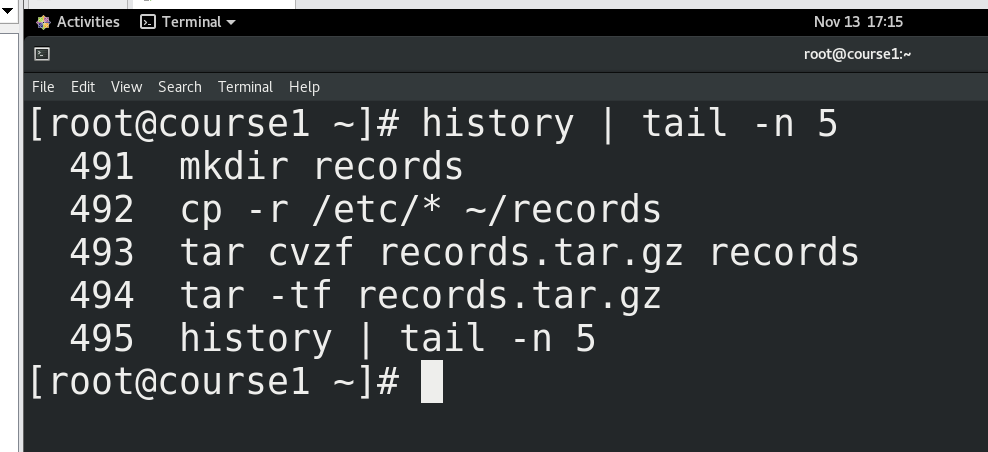 Activities Terminal Nov 13 17:15
root@course1:~
File Edit View Search Terminal Help
[root@course1 ~]# history | tail -n 5
491 mkdir records
492 cp -r /etc/* ~/records
493 tar cvzf records.tar.gz records
494 tar -tf records.tar.gz
495 history | tail -n 5
[root@course1 ~]#